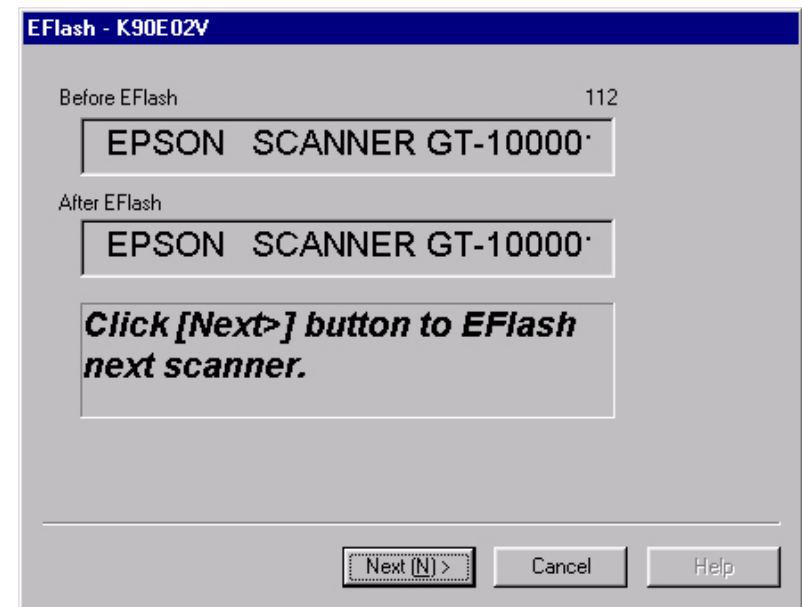 EFlash - K90E02V
Before EFlash 112
EPSON SCANNER GT-10000
After EFlash
EPSON SCANNER GT-10000
Click [Next>] button to EFlash
next scanner.
Next (N) > Cancel Help